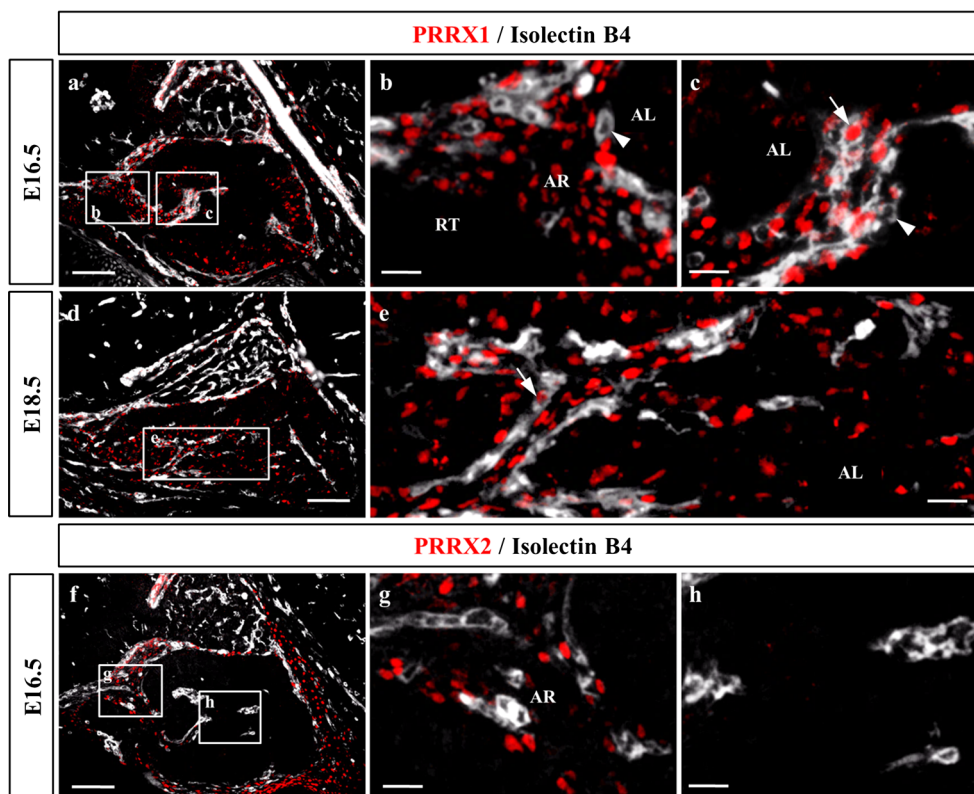 PRRX1 / Isolectin B4
E16.5
a
b
c
b
AL
AR
RT
c
AL
E18.5
d
e
e
AL
PRRX2 / Isolectin B4
E16.5
f
g
h
g
AR
h